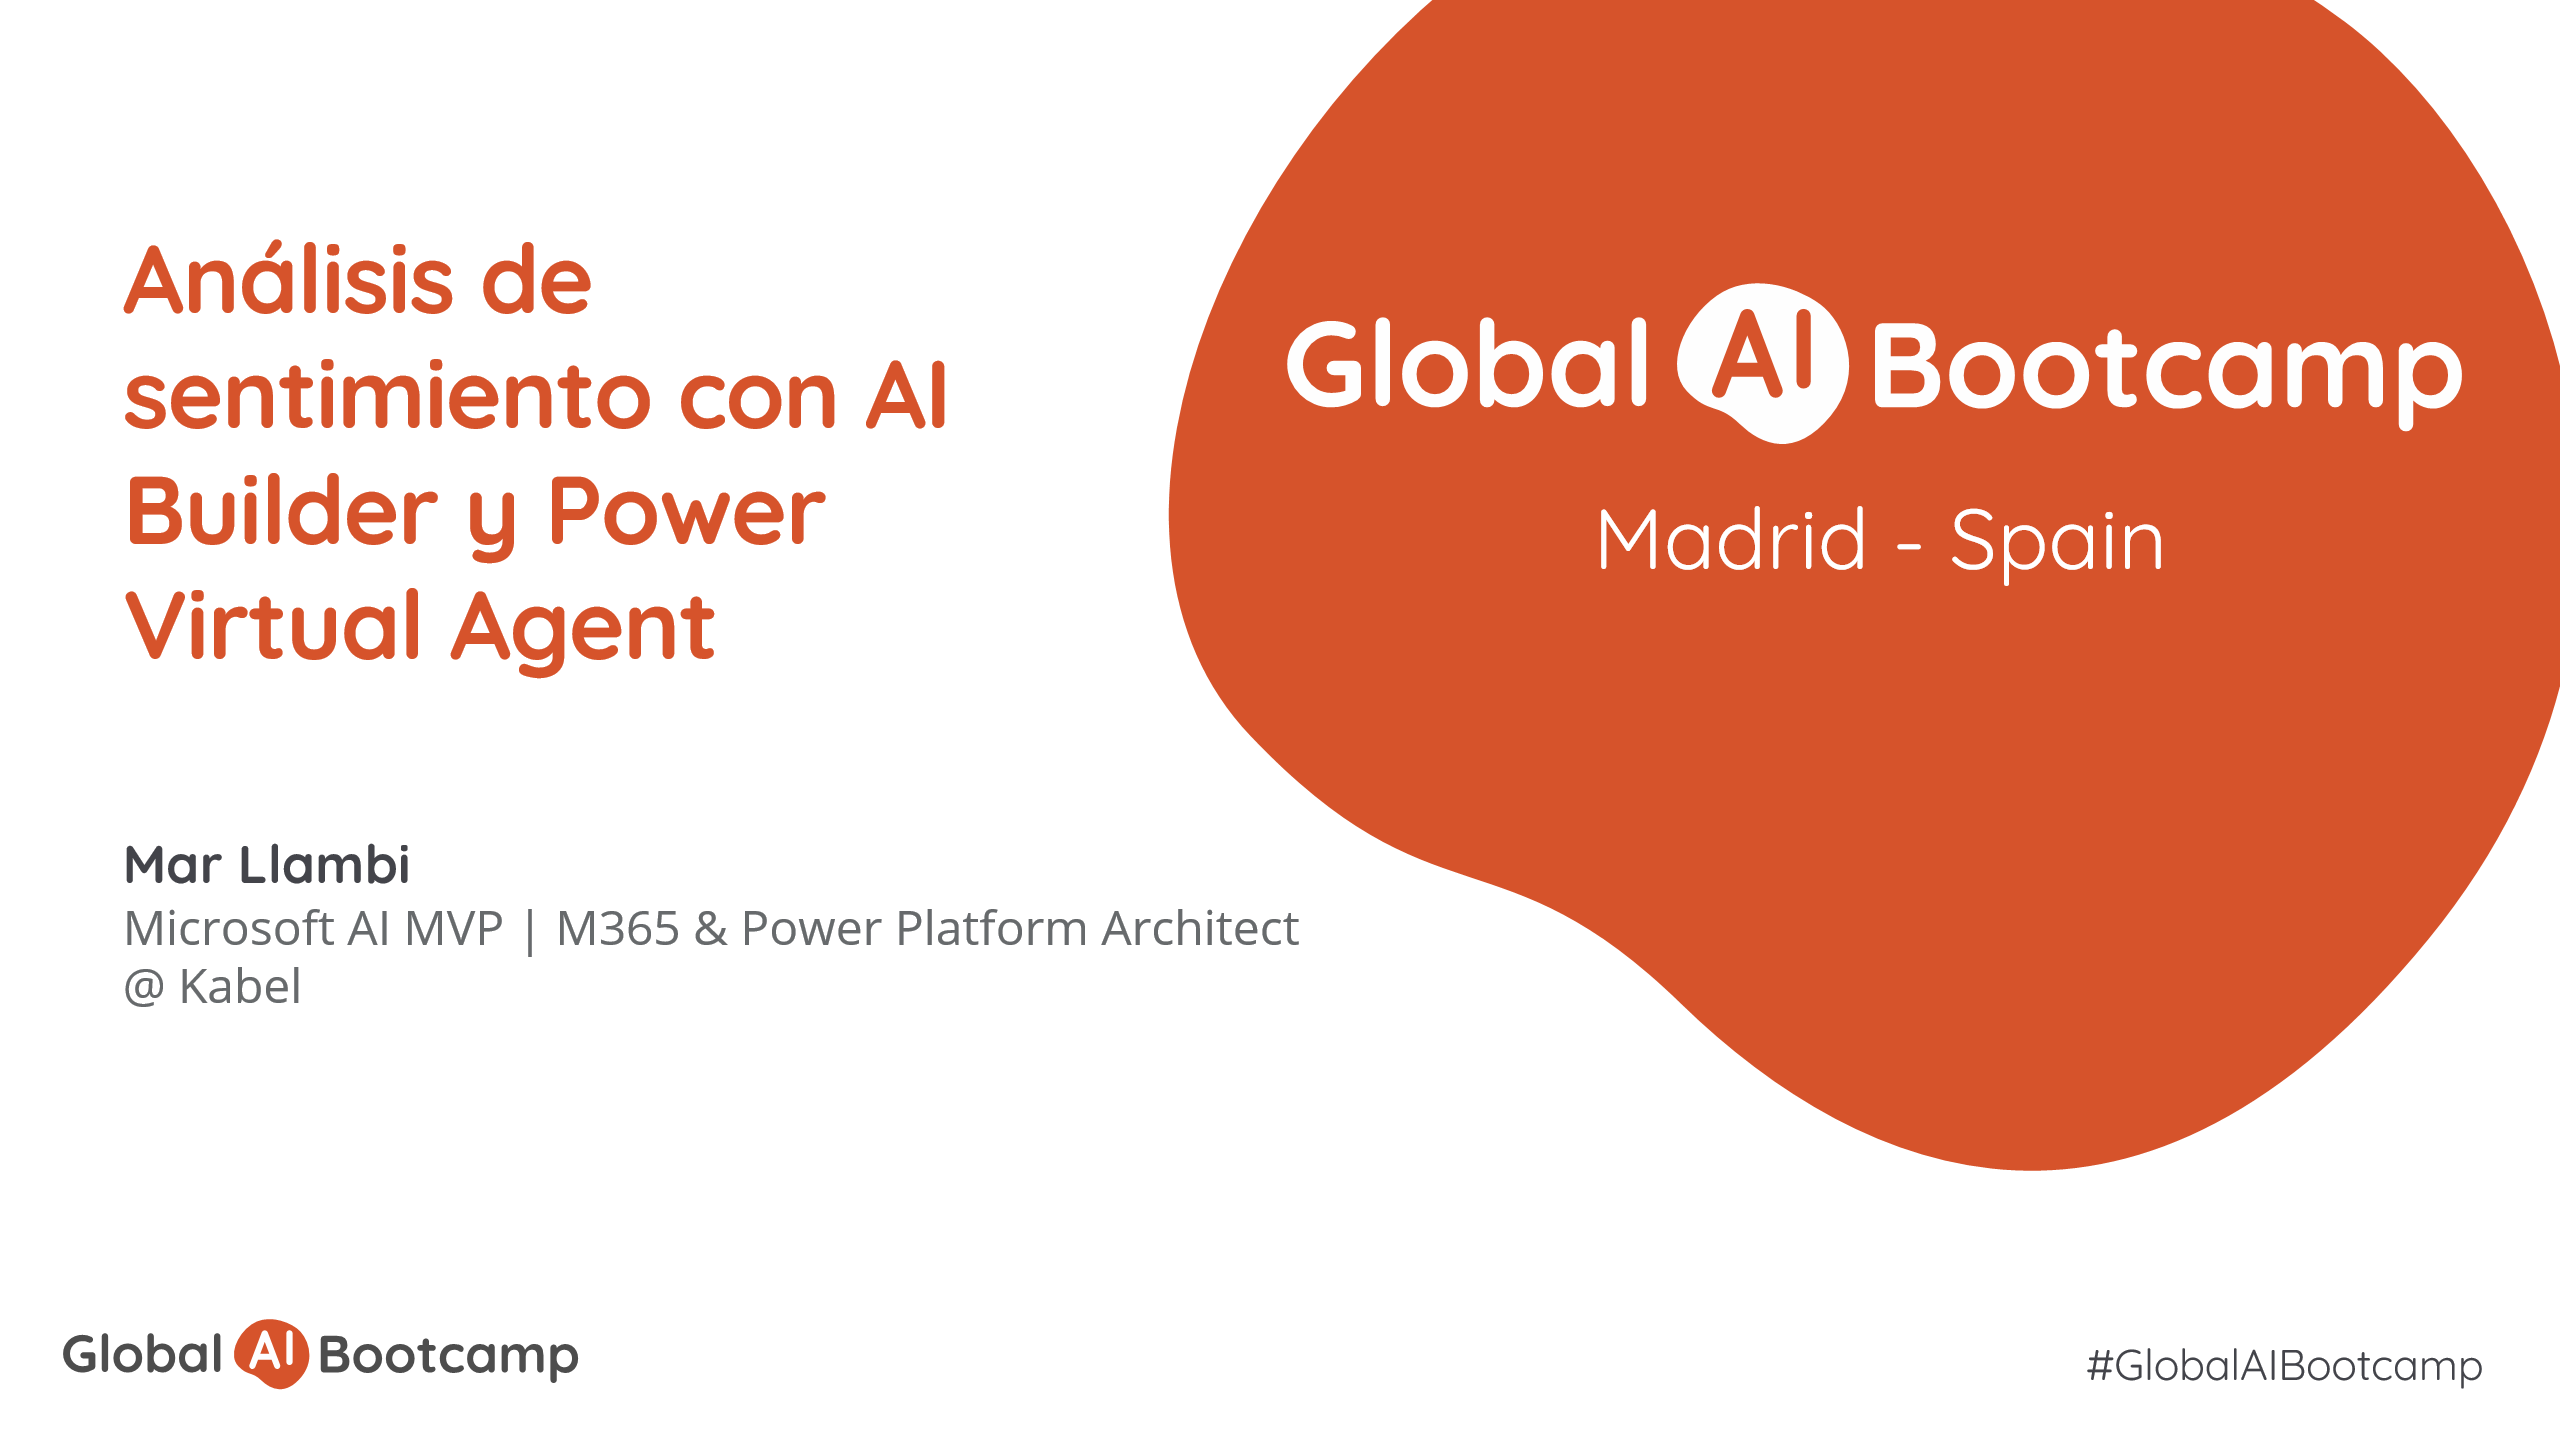 Análisis de
sentimiento con AI
Builder y Power
Virtual Agent
Mar Llambi
Microsoft AI MVP | M365 & Power Platform Architect
@ Kabel
Global AI Bootcamp
Madrid - Spain
Global AI Bootcamp
#GlobalAIBootcamp